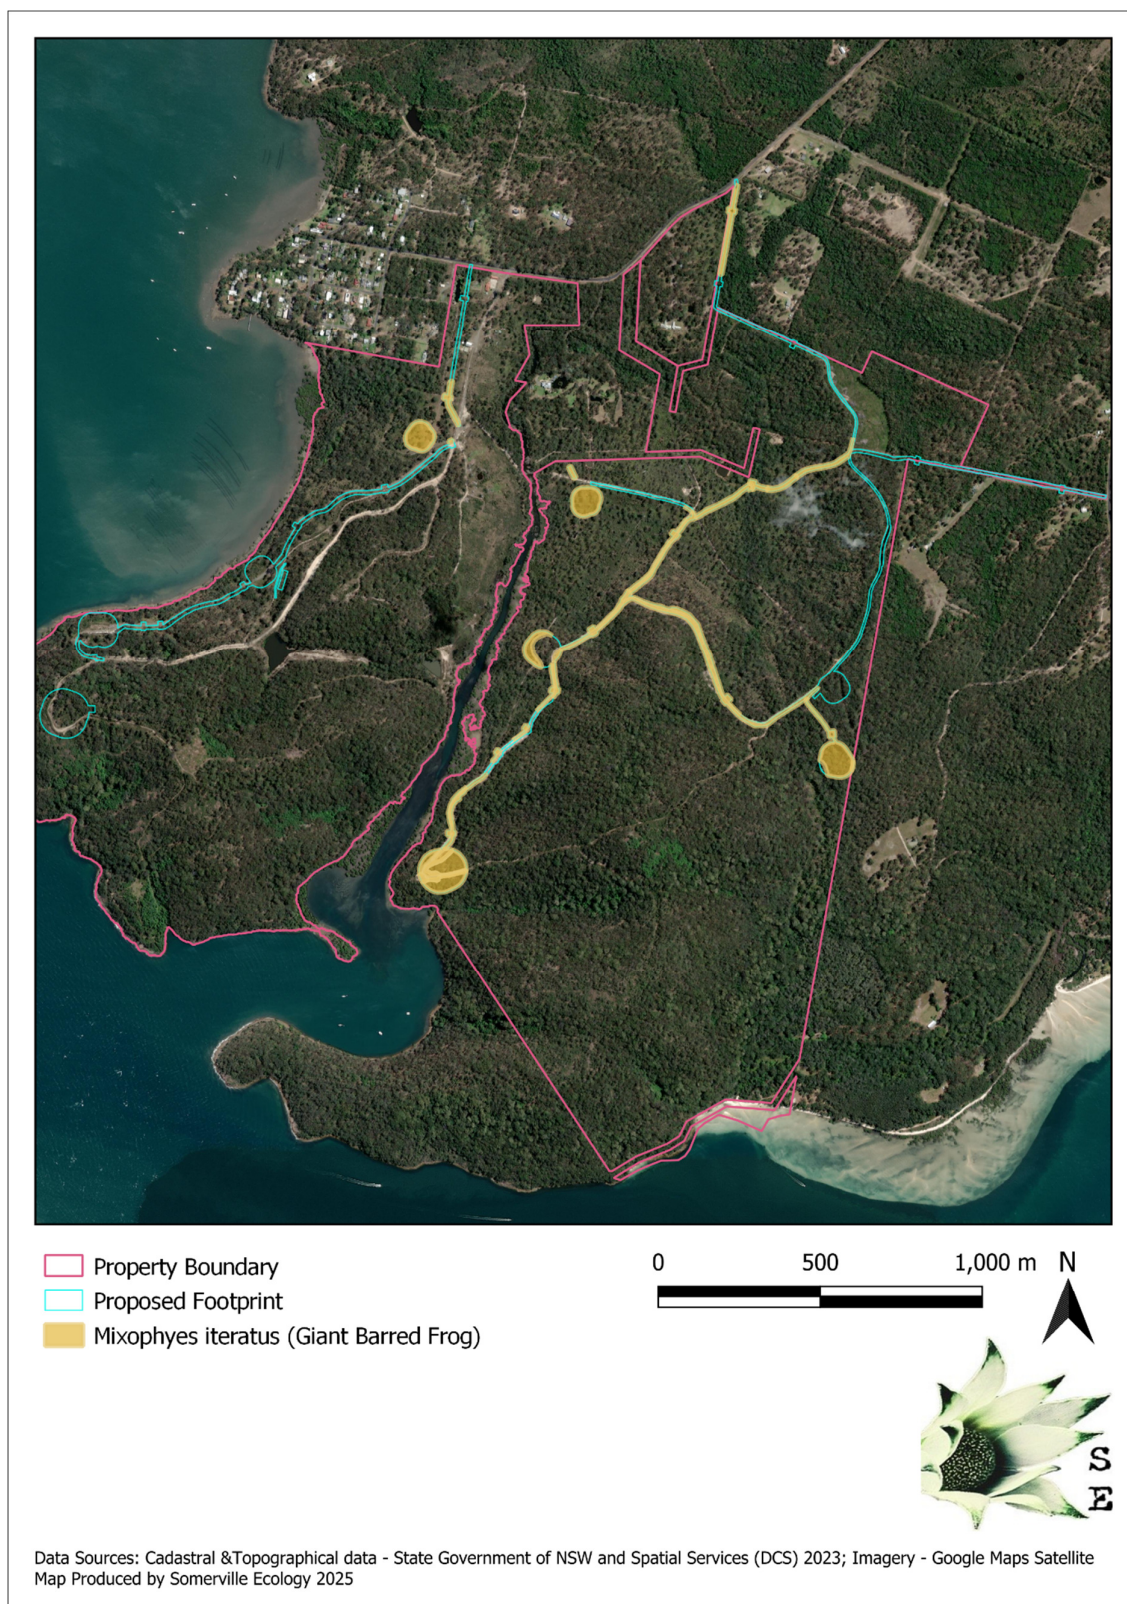 Property Boundary
Proposed Footprint
Mixophyes iteratus (Giant Barred Frog)
0 500 1,000 m N
S
E
Data Sources: Cadastral &Topographical data - State Government of NSW and Spatial Services (DCS) 2023; Imagery - Google Maps Satellite
Map Produced by Somerville Ecology 2025